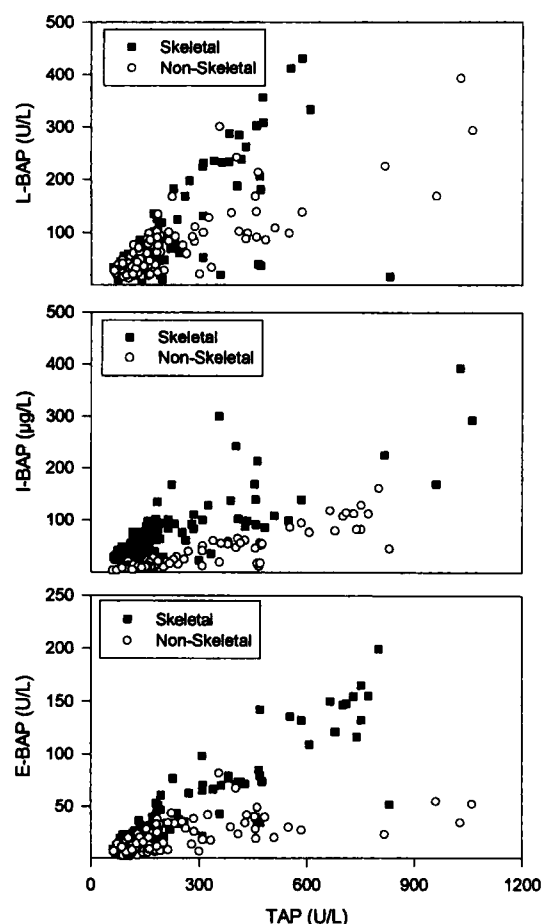 500
400
300
200
100
L-BAP (U/L)
Skeletal
Non-Skeletal
500
400
300
200
100
I-BAP (µg/L)
Skeletal
Non-Skeletal
250
200
150
100
50
E-BAP (U/L)
Skeletal
Non-Skeletal
0 300 600 900 1200
TAP (U/L)